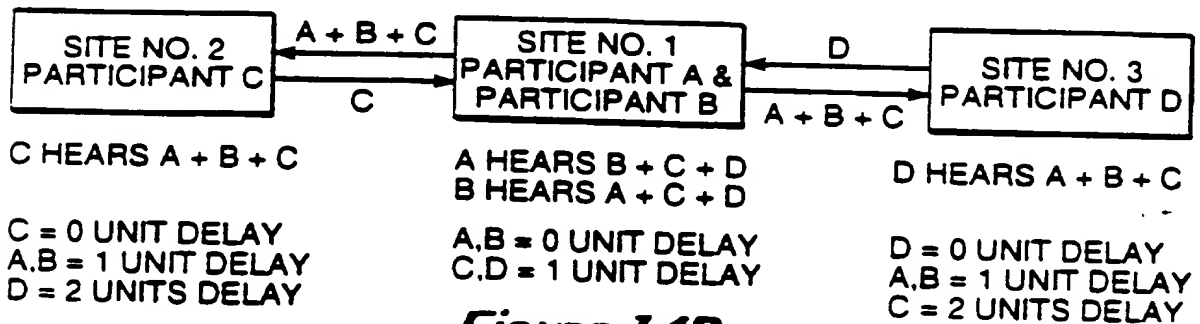 SITE NO. 2
PARTICIPANT C
A + B + C
C
SITE NO. 1
PARTICIPANT A &
PARTICIPANT B
D
A + B + C
SITE NO. 3
PARTICIPANT D
C HEARS A + B + C
C = 0 UNIT DELAY
A,B = 1 UNIT DELAY
D = 2 UNITS DELAY
A HEARS B + C + D
B HEARS A + C + D
A,B = 0 UNIT DELAY
C,D = 1 UNIT DELAY
D HEARS A + B + C
D = 0 UNIT DELAY
A,B = 1 UNIT DELAY
C = 2 UNITS DELAY